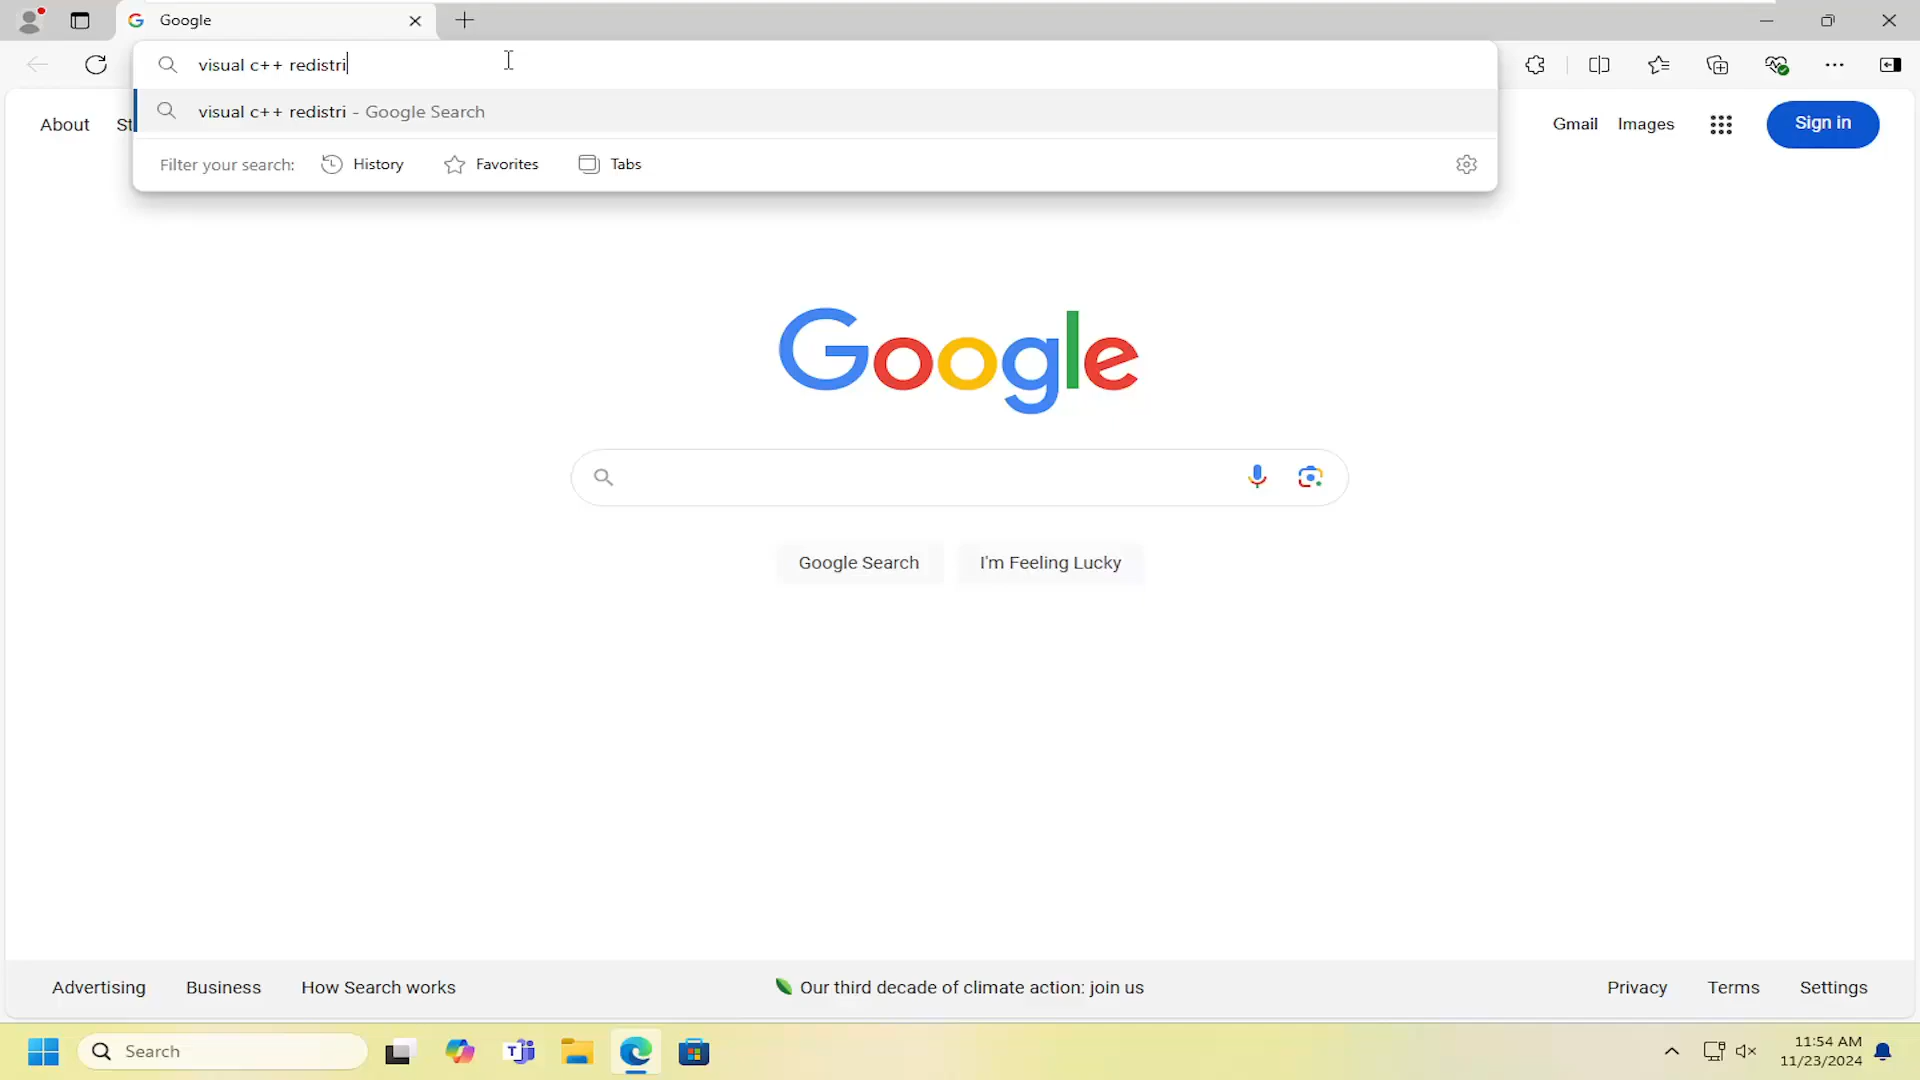 Google
visual c++ redistri
visual c++ redistri - Google Search
About St
Gmail Images Sign in
Filter your search: History Favorites Tabs
Google
Google Search I'm Feeling Lucky
Advertising Business How Search works Our third decade of climate action: join us Privacy Terms Settings
Search
11:54 AM
11/23/2024